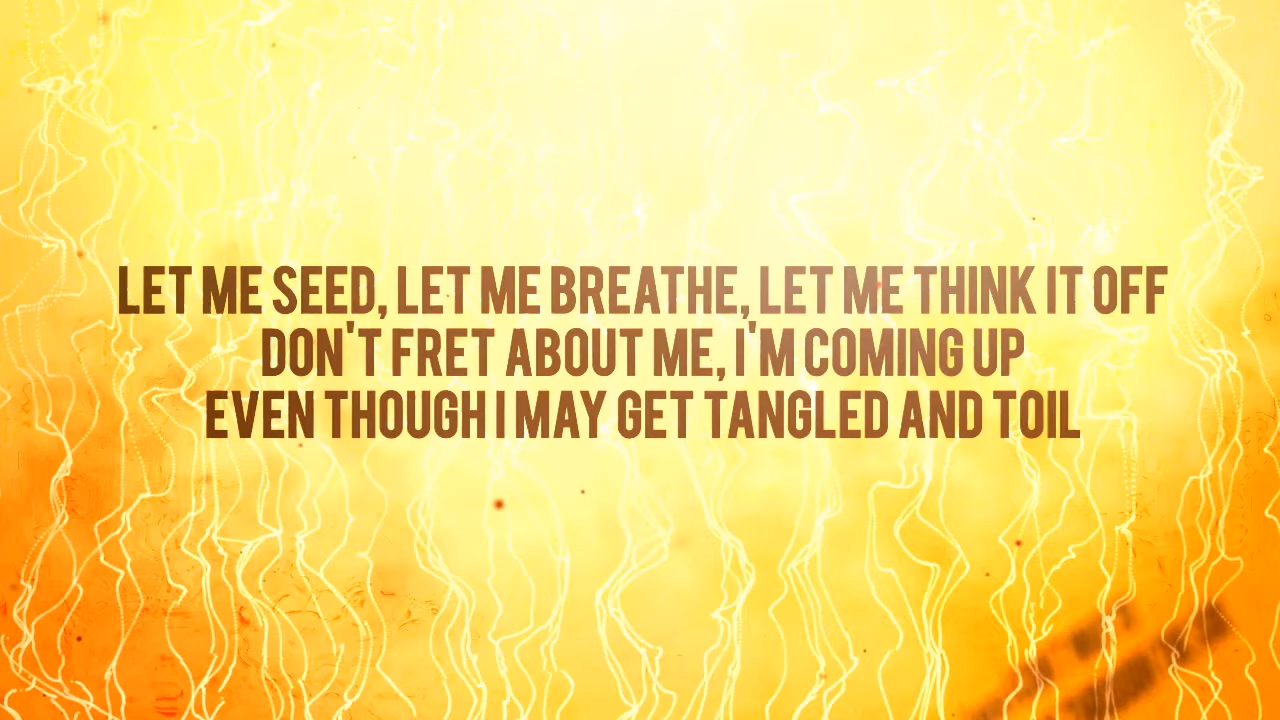 LET ME SEED, LET ME BREATHE, LET ME THINK IT OFF
DON'T FRET ABOUT ME, I'M COMING UP
EVEN THOUGH I MAY GET TANGLED AND TOIL